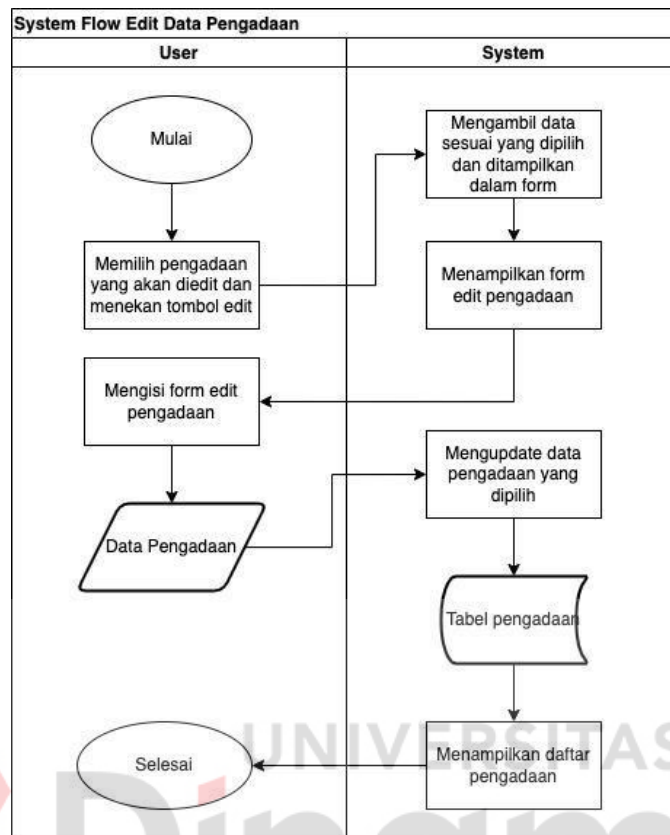 System Flow Edit Data Pengadaan
User
System
Mulai
Memilih pengadaan
yang akan diedit dan
menekan tombol edit
Mengambil data
sesuai yang dipilih
dan ditampilkan
dalam form
Menampilkan form
edit pengadaan
Mengisi form edit
pengadaan
Data Pengadaan
Mengupdate data
pengadaan yang
dipilih
Tabel pengadaan
Menampilkan daftar
pengadaan
Selesai
UNIVERSITAS